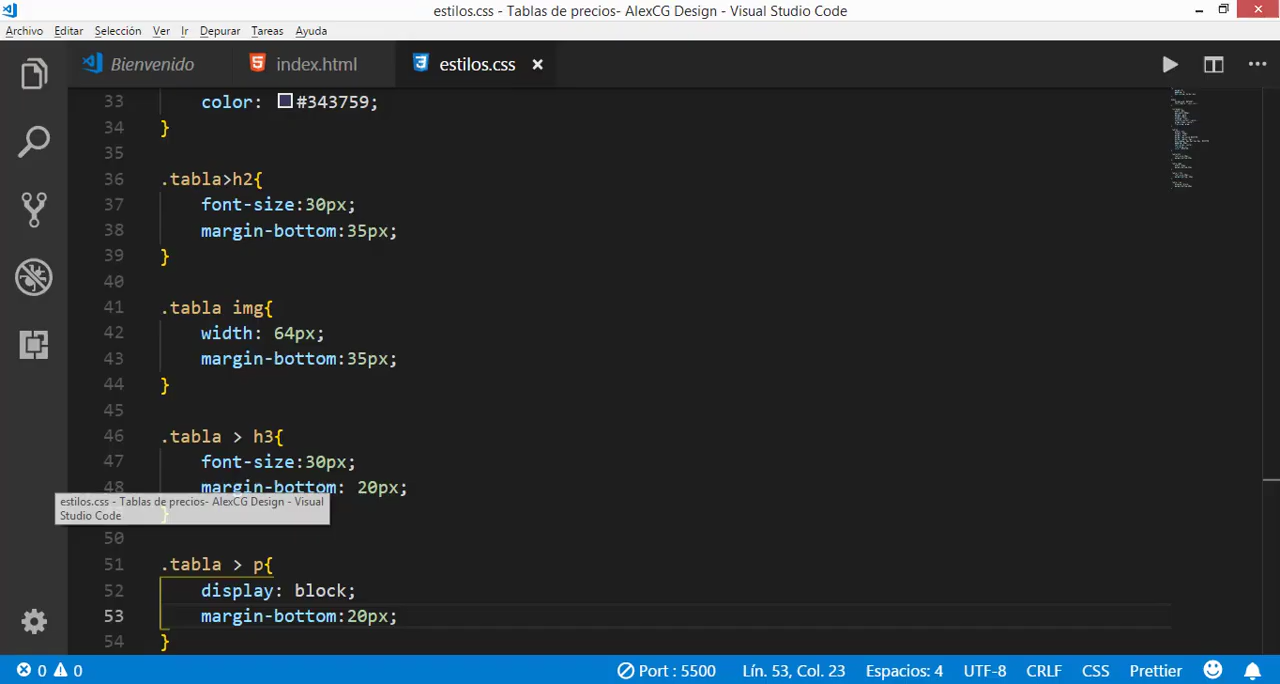 estilos.css - Tablas de precios- AlexCG Design - Visual Studio Code
Archivo Editar Selección Ver Ir Depurar Tareas Ayuda
Bienvenido index.html estilos.css
33 color: #343759;
34 }
35
36 .tabla>h2{
37 font-size:30px;
38 margin-bottom:35px;
39 }
40
41 .tabla img{
42 width: 64px;
43 margin-bottom:35px;
44 }
45
46 .tabla > h3{
47 font-size:30px;
48 margin-bottom: 20px;
estilos.css - Tablas de precios- AlexCG Design - Visual
Studio Code
}
50
51 .tabla > p{
52 display: block;
53 margin-bottom:20px;
54 }
0 0 Port : 5500 Lín. 53, Col. 23 Espacios: 4 UTF-8 CRLF CSS Prettier